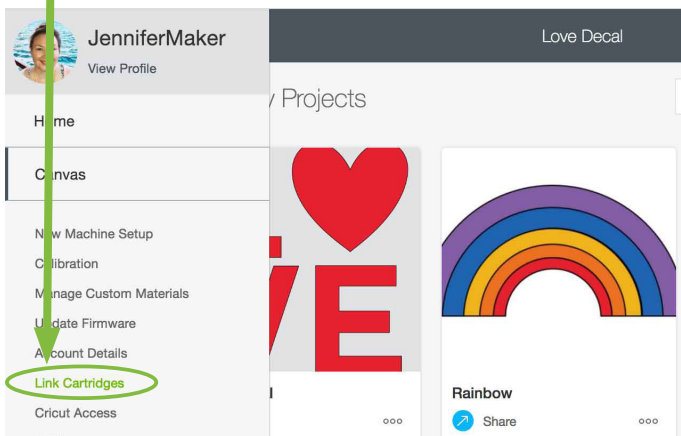 JenniferMaker
View Profile
Love Decal
Projects
Home
Canvas
New Machine Setup
Calibration
Manage Custom Materials
Update Firmware
Account Details
Link Cartridges
Cricut Access
VE
Rainbow
Share